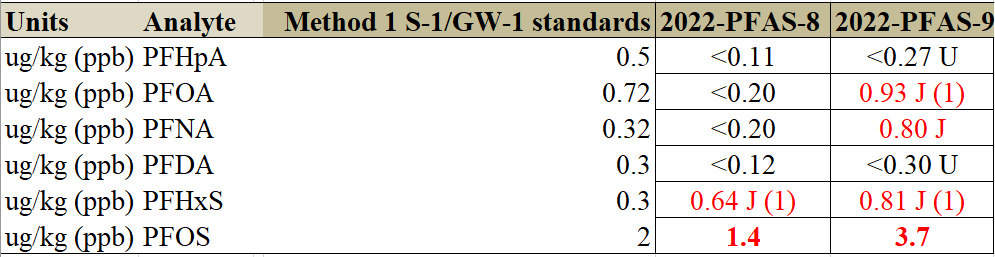 Units Analyte Method 1 S-1/GW-1 standards 2022-PFAS-8 2022-PFAS-9
ug/kg (ppb) PFHpA 0.5 <0.11 <0.27 U
ug/kg (ppb) PFOA 0.72 <0.20 0.93 J (1)
ug/kg (ppb) PFNA 0.32 <0.20 0.80 J
ug/kg (ppb) PFDA 0.3 <0.12 <0.30 U
ug/kg (ppb) PFHxS 0.3 0.64 J (1) 0.81 J (1)
ug/kg (ppb) PFOS 2 1.4 3.7